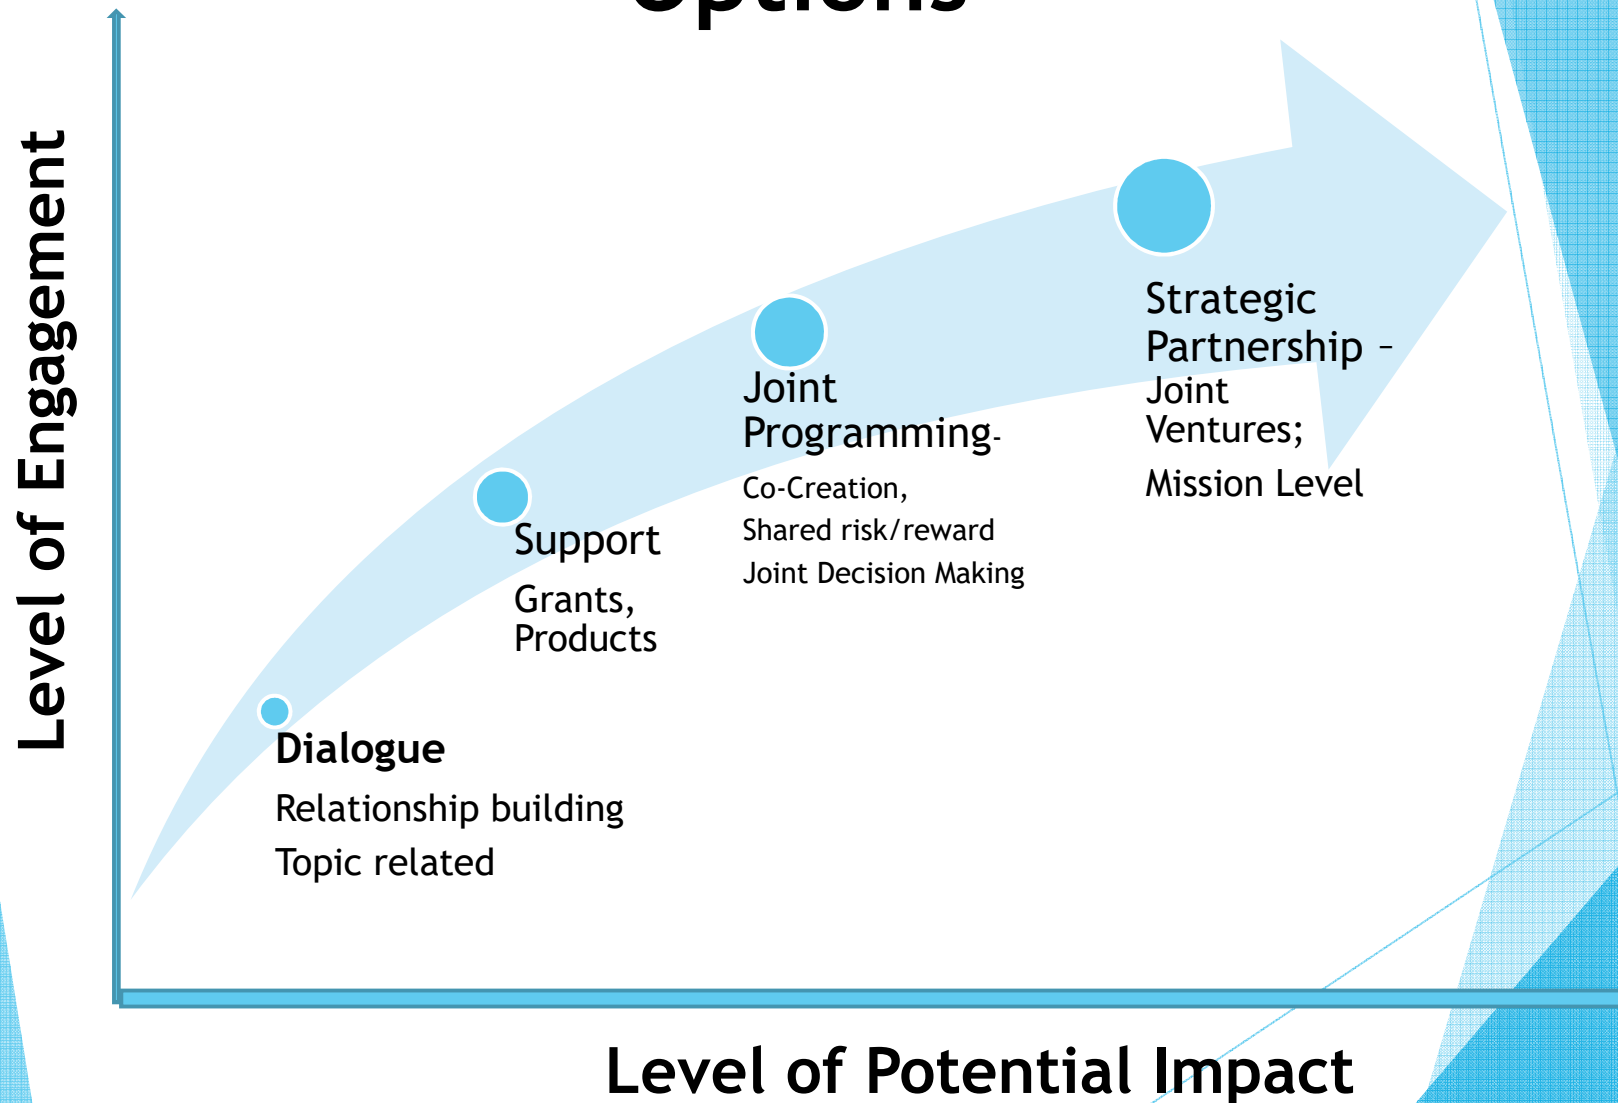 Options
Level of Engagement
Strategic
Partnership –
Joint
Ventures;
Mission Level
Joint
Programming-
Co-Creation,
Shared risk/reward
Joint Decision Making
Support
Grants,
Products
Dialogue
Relationship building
Topic related
Level of Potential Impact